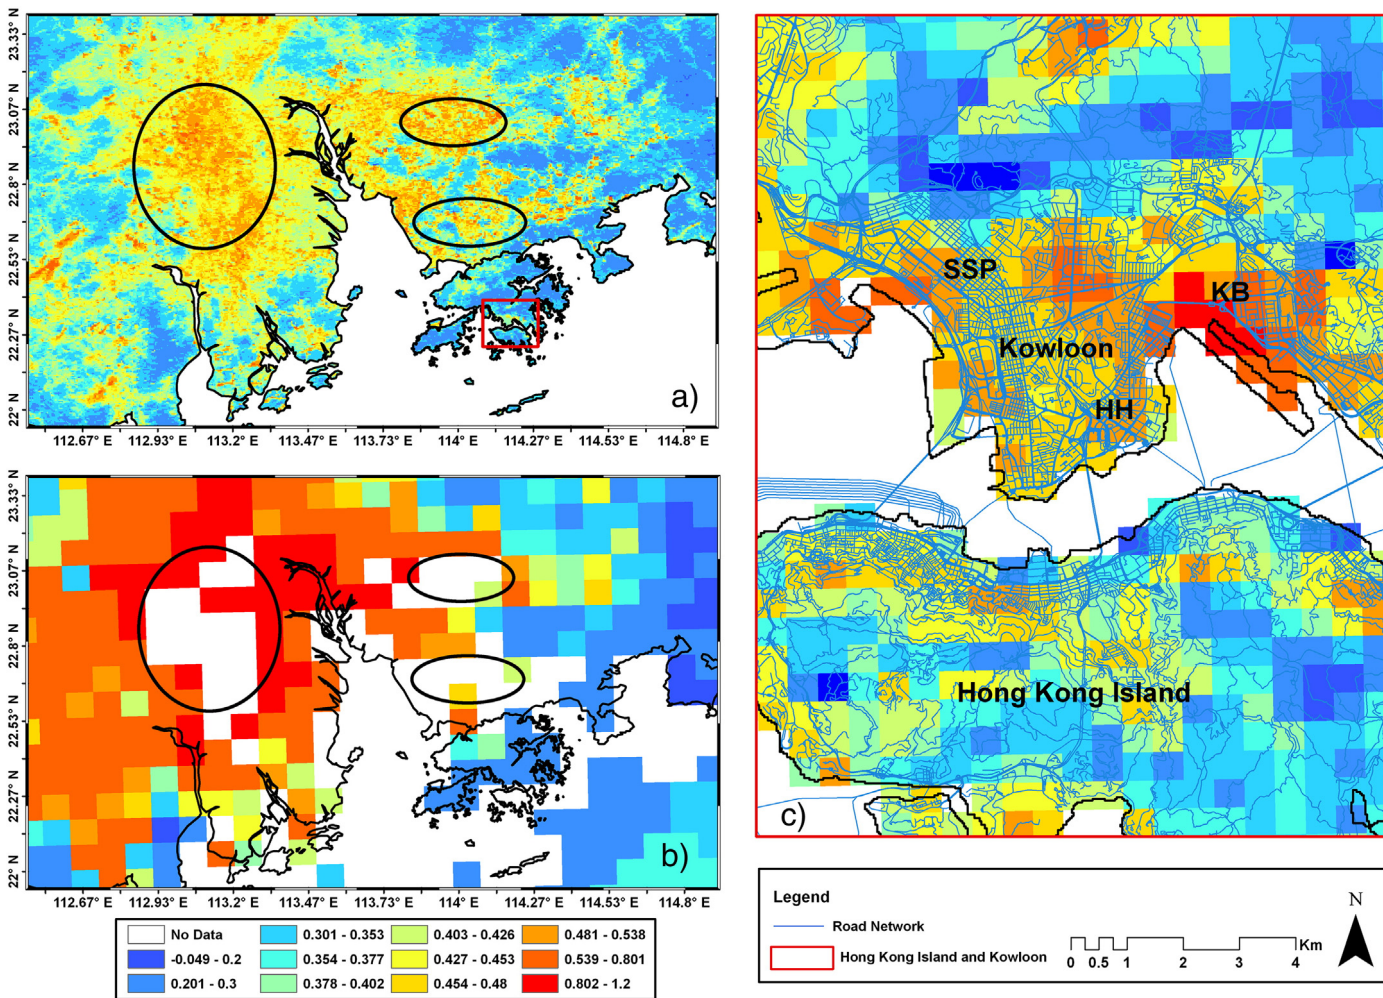 23.33° N
23.07° N
22.8° N
22.53° N
22.27° N
22° N
a)
112.67° E
112.93° E
113.2° E
113.47° E
113.73° E
114° E
114.27° E
114.53° E
114.8° E
23.33° N
23.07° N
22.8° N
22.53° N
22.27° N
22° N
b)
112.67° E
112.93° E
113.2° E
113.47° E
113.73° E
114° E
114.27° E
114.53° E
114.8° E
No Data
0.301 - 0.353
0.403 - 0.426
0.481 - 0.538
-0.049 - 0.2
0.354 - 0.377
0.427 - 0.453
0.539 - 0.801
0.201 - 0.3
0.378 - 0.402
0.454 - 0.48
0.802 - 1.2
SSP
KB
Kowloon
HH
Hong Kong Island
c)
Legend
Road Network
Hong Kong Island and Kowloon
0 0.5 1 2 3 4 Km
N